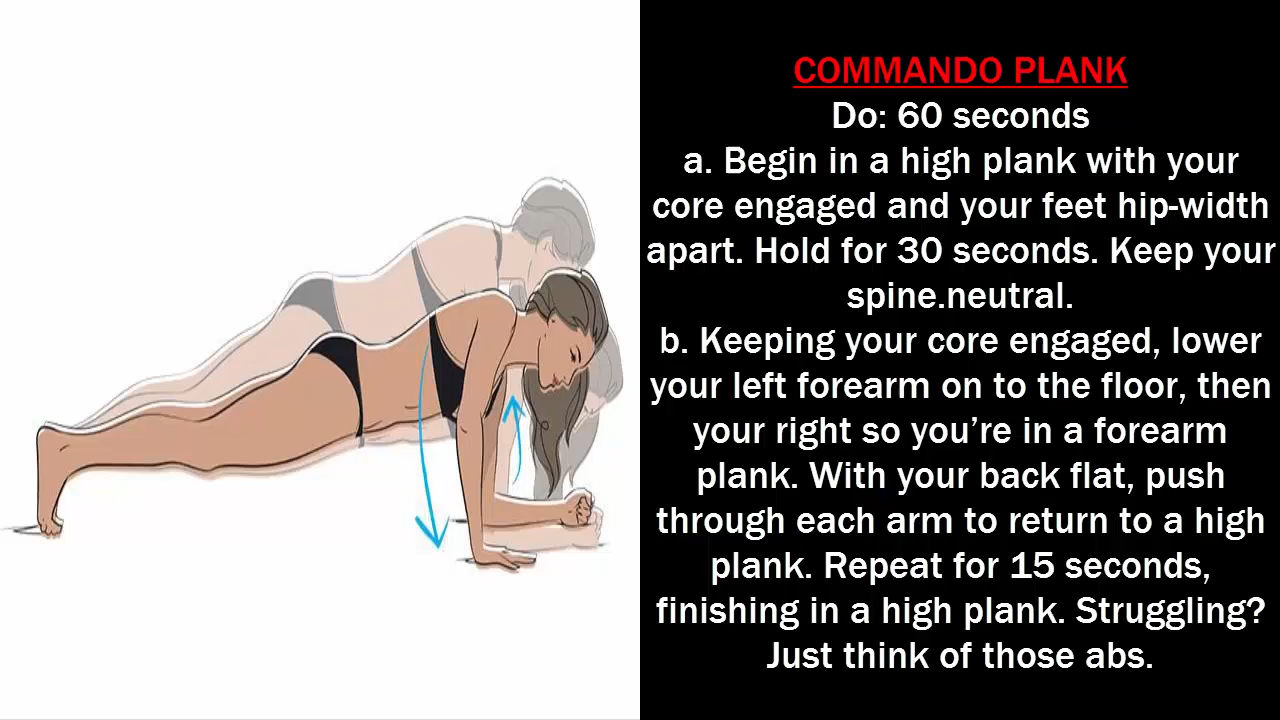 COMMANDO PLANK
Do: 60 seconds
a. Begin in a high plank with your
core engaged and your feet hip-width
apart. Hold for 30 seconds. Keep your
spine.neutral.
b. Keeping your core engaged, lower
your left forearm on to the floor, then
your right so you’re in a forearm
plank. With your back flat, push
through each arm to return to a high
plank. Repeat for 15 seconds,
finishing in a high plank. Struggling?
Just think of those abs.